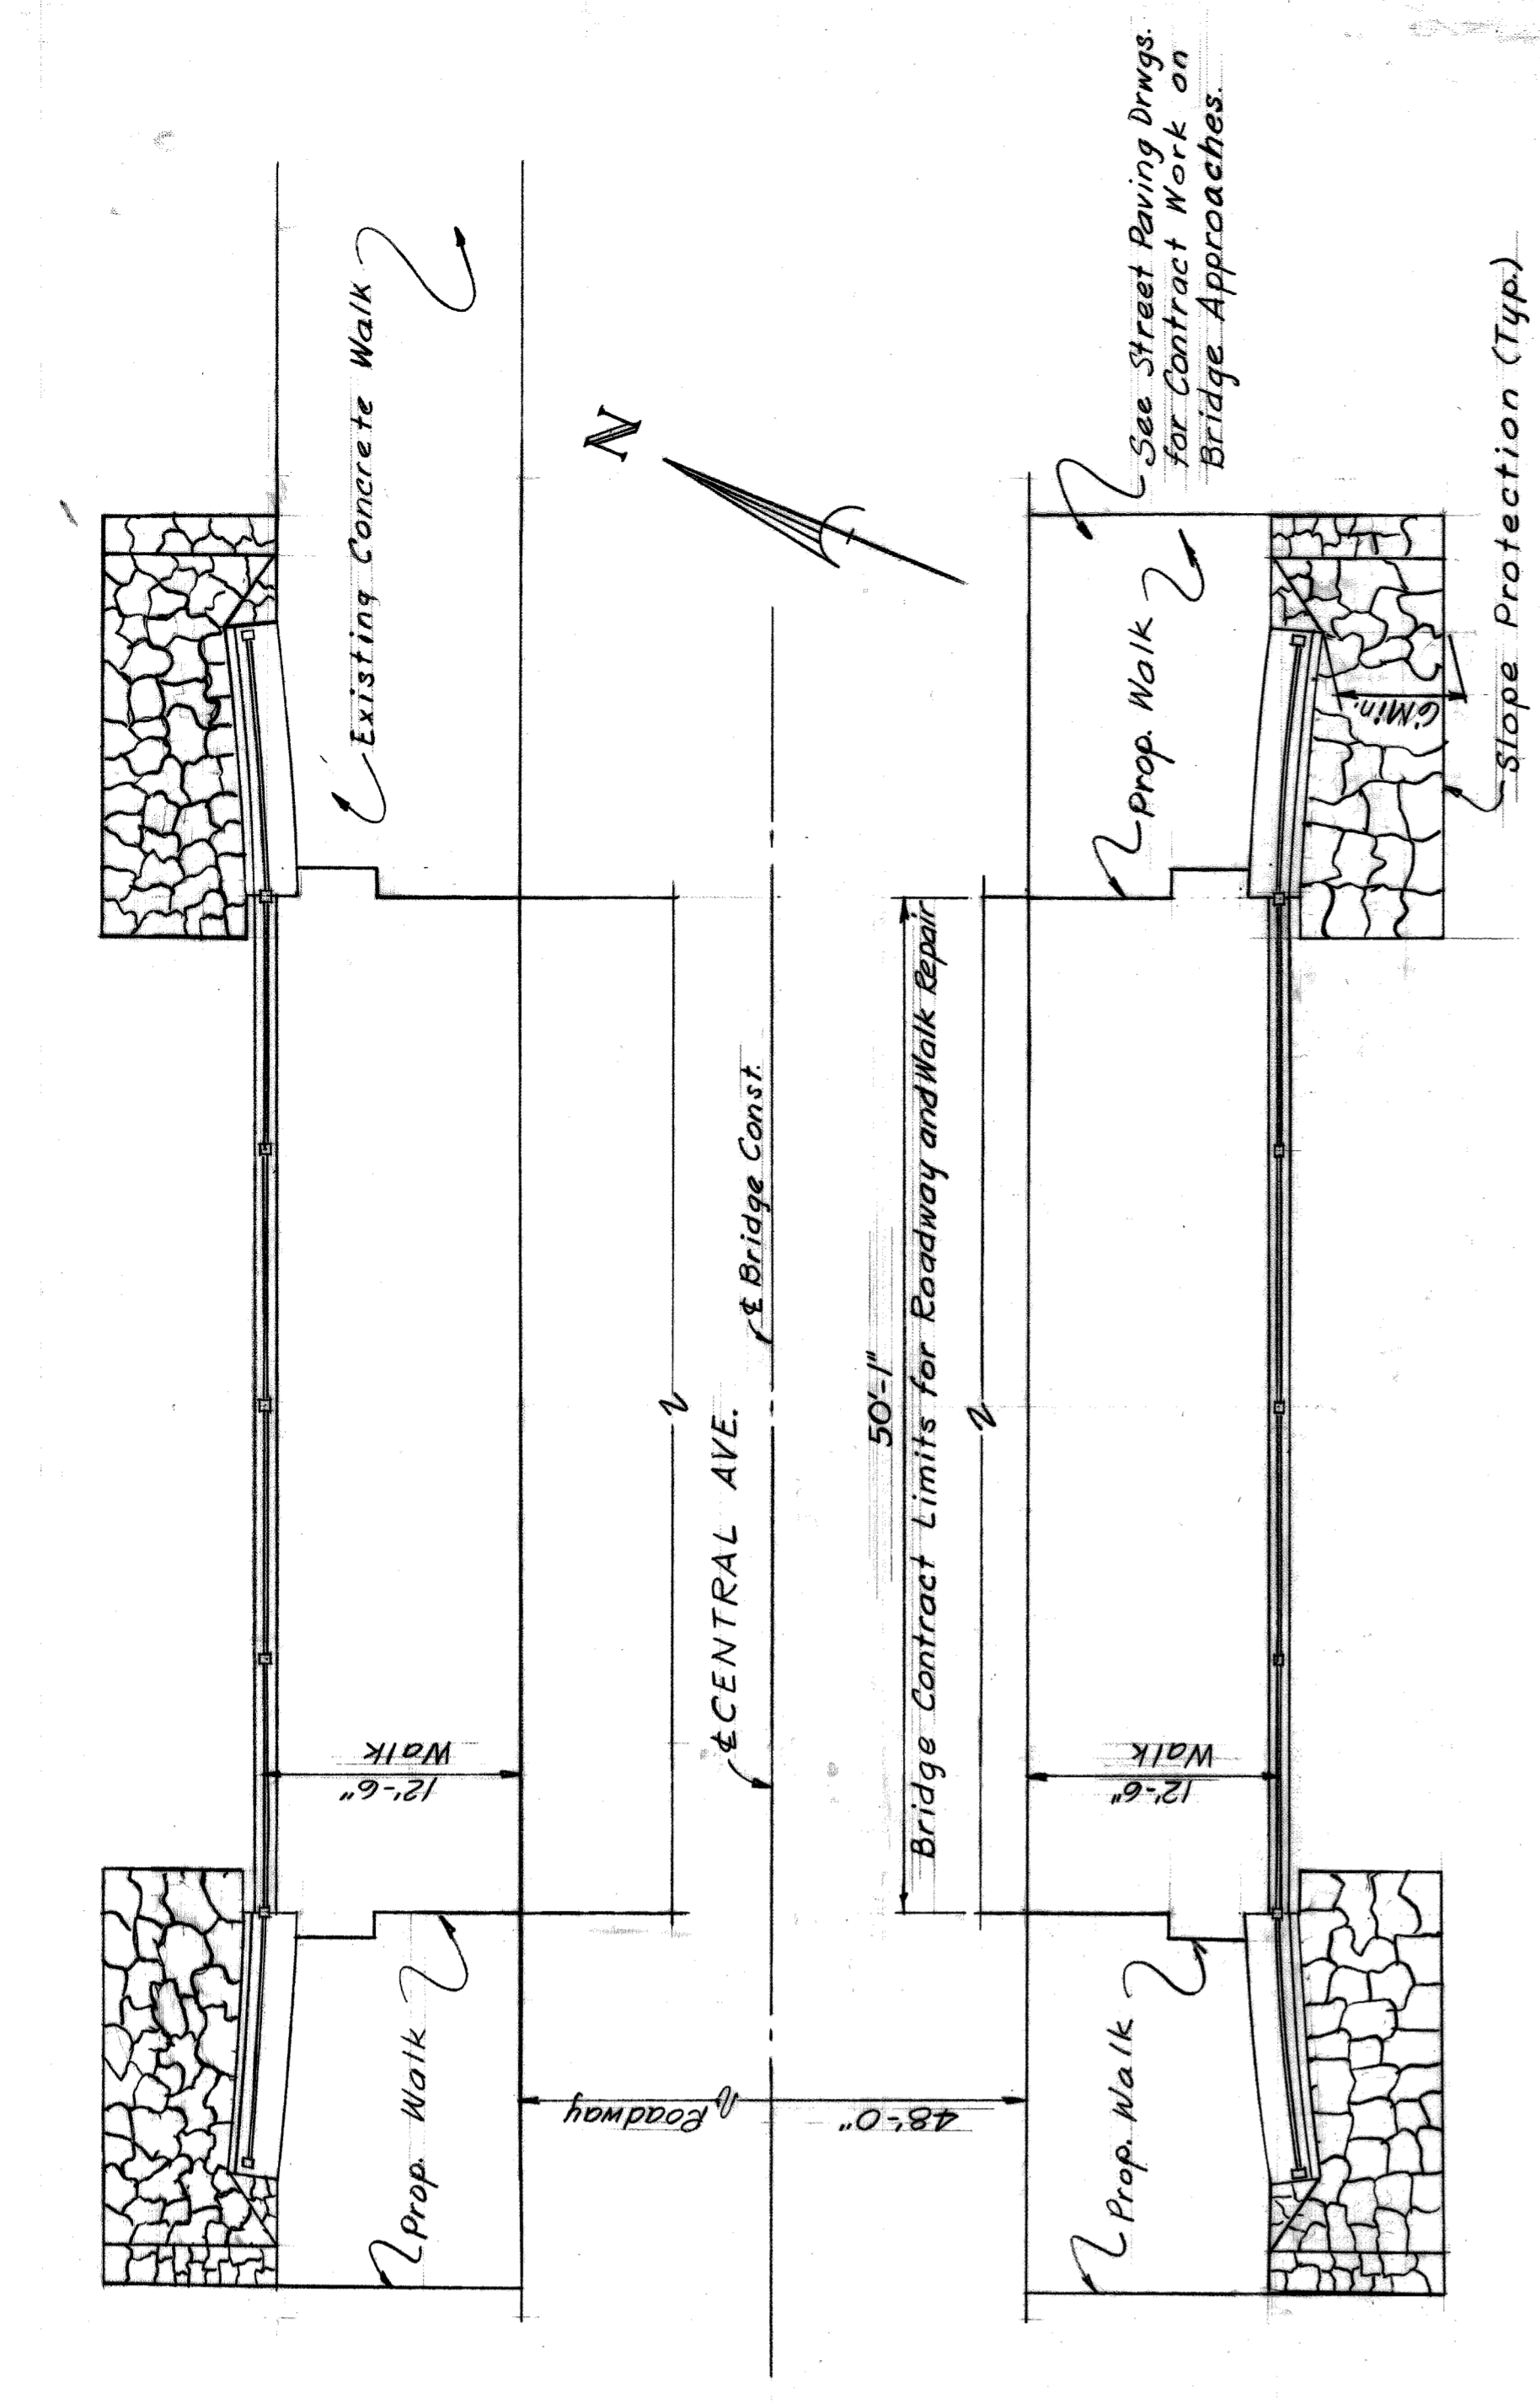 Existing Concrete Walk
N
See Street Paving Drwgs.
for Contract Work on
Bridge Approaches.
Prop. Walk
6' Min.
Slope Protection (Typ.)
℄ Bridge Const.
℄ CENTRAL AVE.
50'-1"
Bridge Contract Limits for Roadway and Walk Repair
12'-6"
Walk
12'-6"
Walk
Prop. Walk
Roadway
48'-0"
Prop. Walk